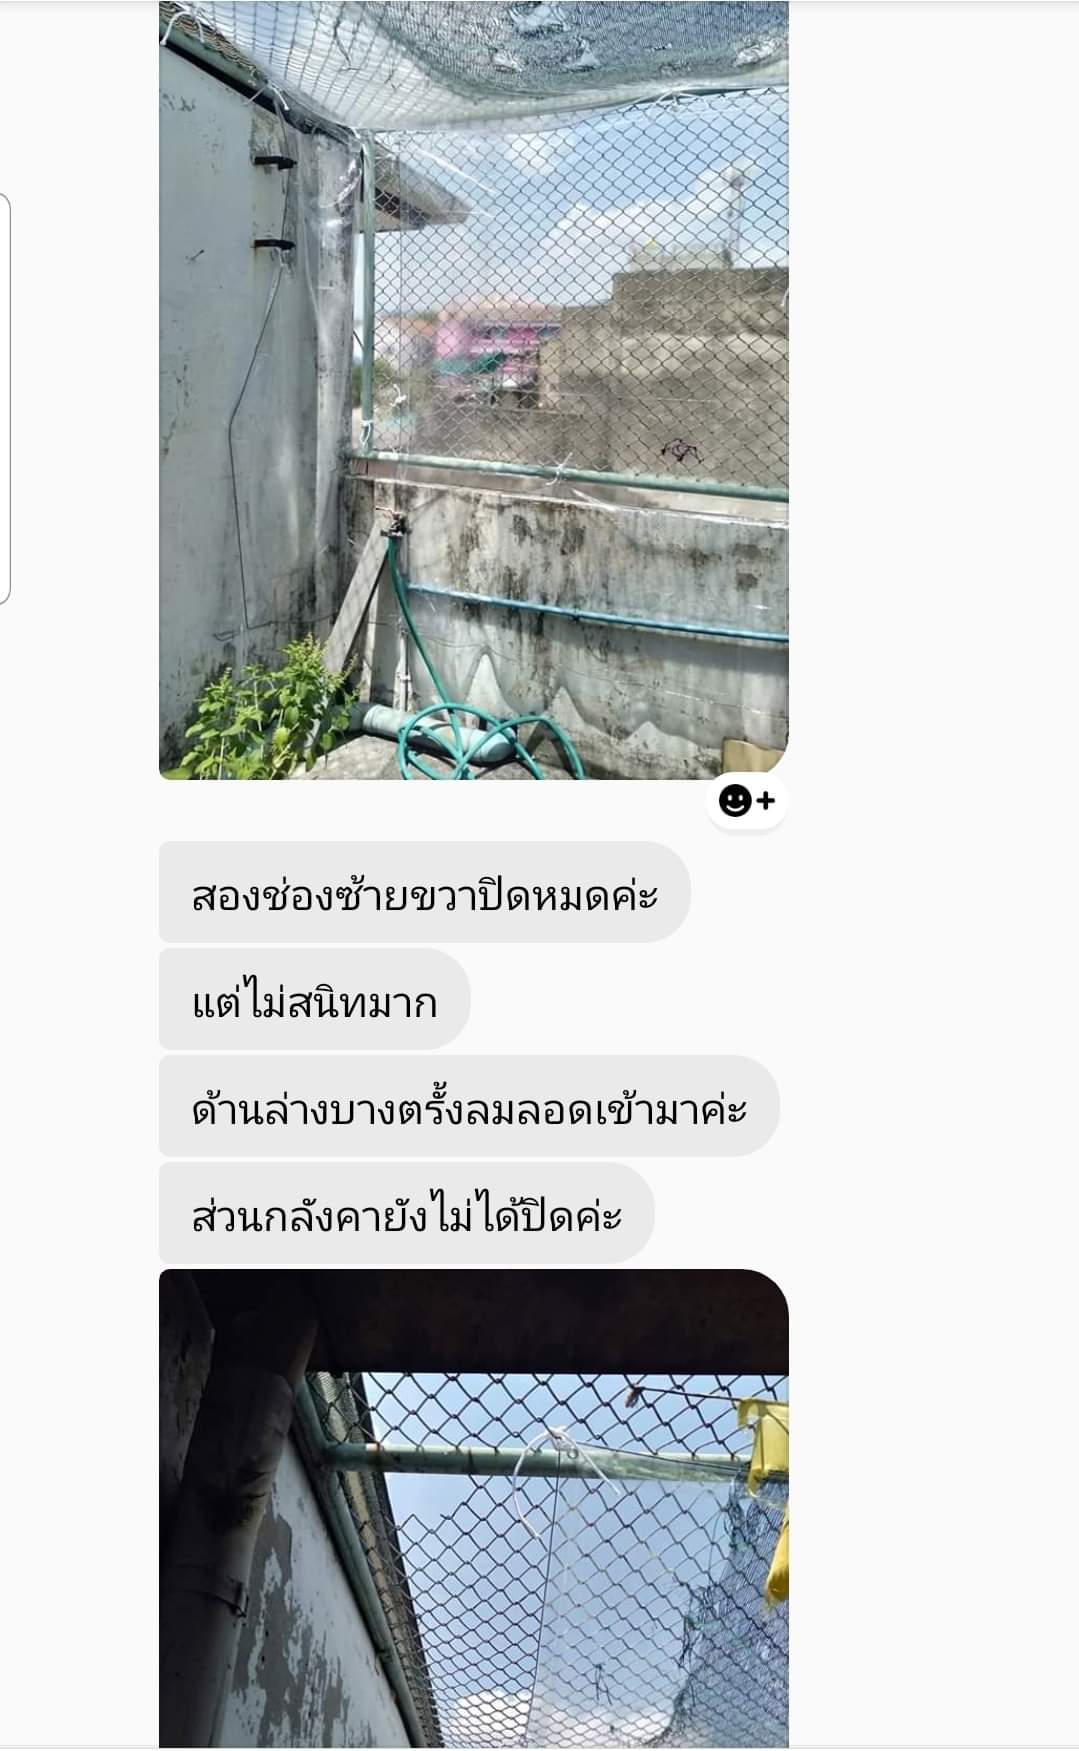 สองช่องซ้ายขวาปิดหมดค่ะ
แต่ไม่สนิทมาก
ด้านล่างบางตรั้งลมลอดเข้ามาค่ะ
ส่วนกลังคายังไม่ได้ปิดค่ะ